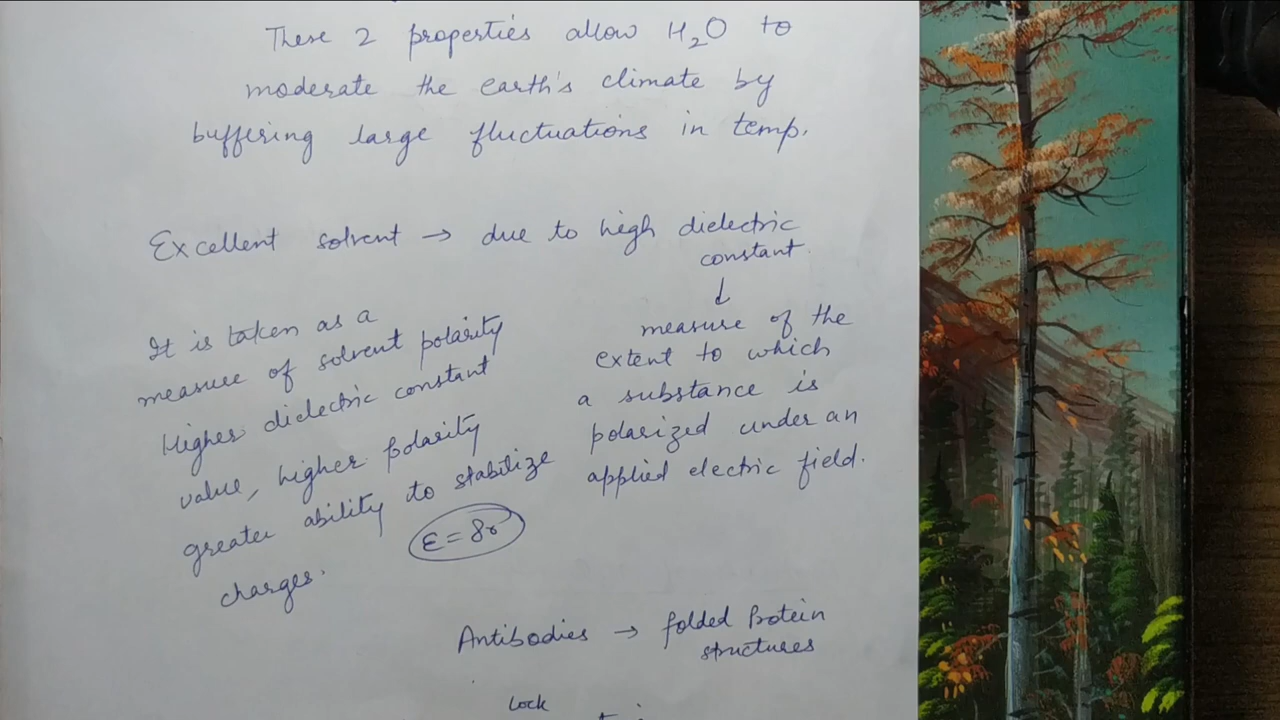 These 2 properties allow H₂O to
moderate the earth's climate by
buffering large fluctuations in temp.
Excellent solvent → due to high dielectric
constant.
↓
measure of the
extent to which
a substance is
polarized under an
applied electric field.
It is taken as a
measure of solvent polarity
Higher dielectric constant
value, higher polarity
greater ability to stabilize
charges.
ε = 80
Antibodies → folded Protein
structures
Lock